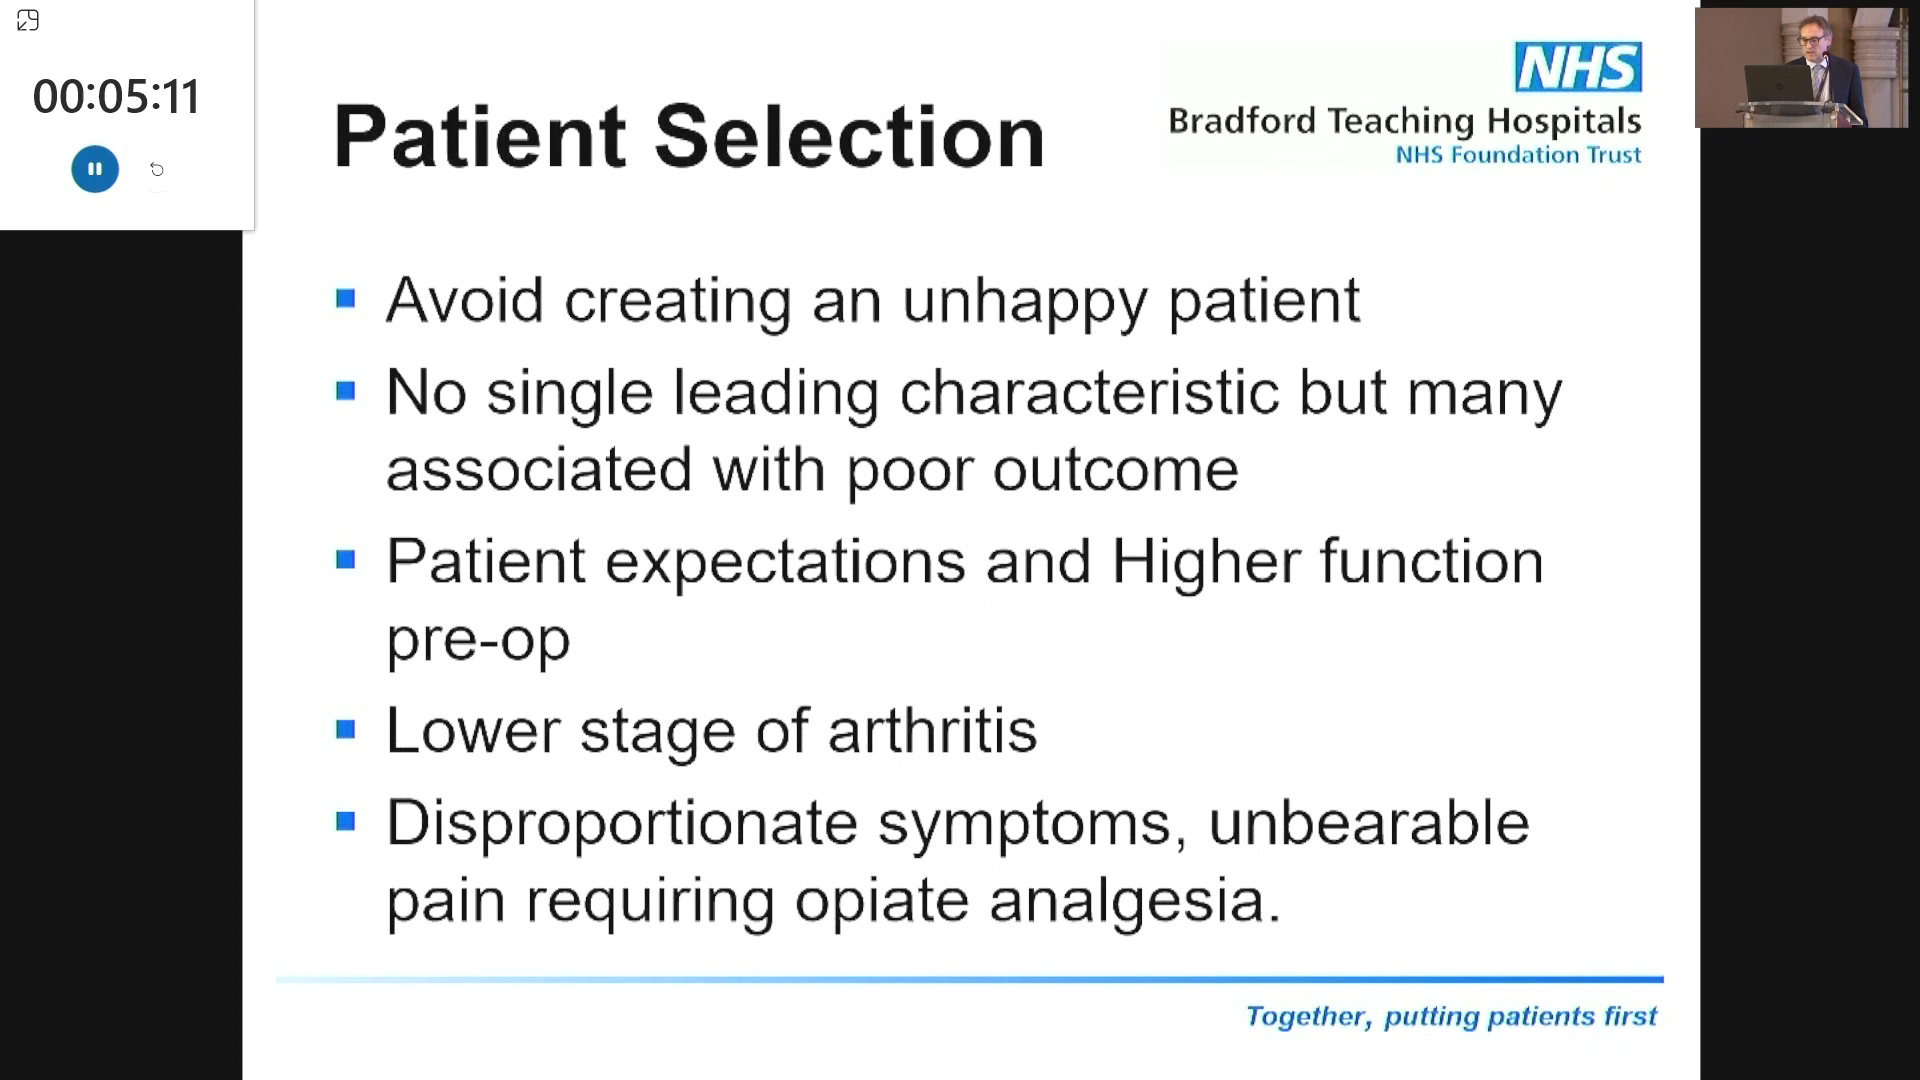 00:05:11
NHS
Patient Selection
Bradford Teaching Hospitals
NHS Foundation Trust
Avoid creating an unhappy patient
No single leading characteristic but many
associated with poor outcome
Patient expectations and Higher function
pre-op
Lower stage of arthritis
Disproportionate symptoms, unbearable
pain requiring opiate analgesia.
Together, putting patients first